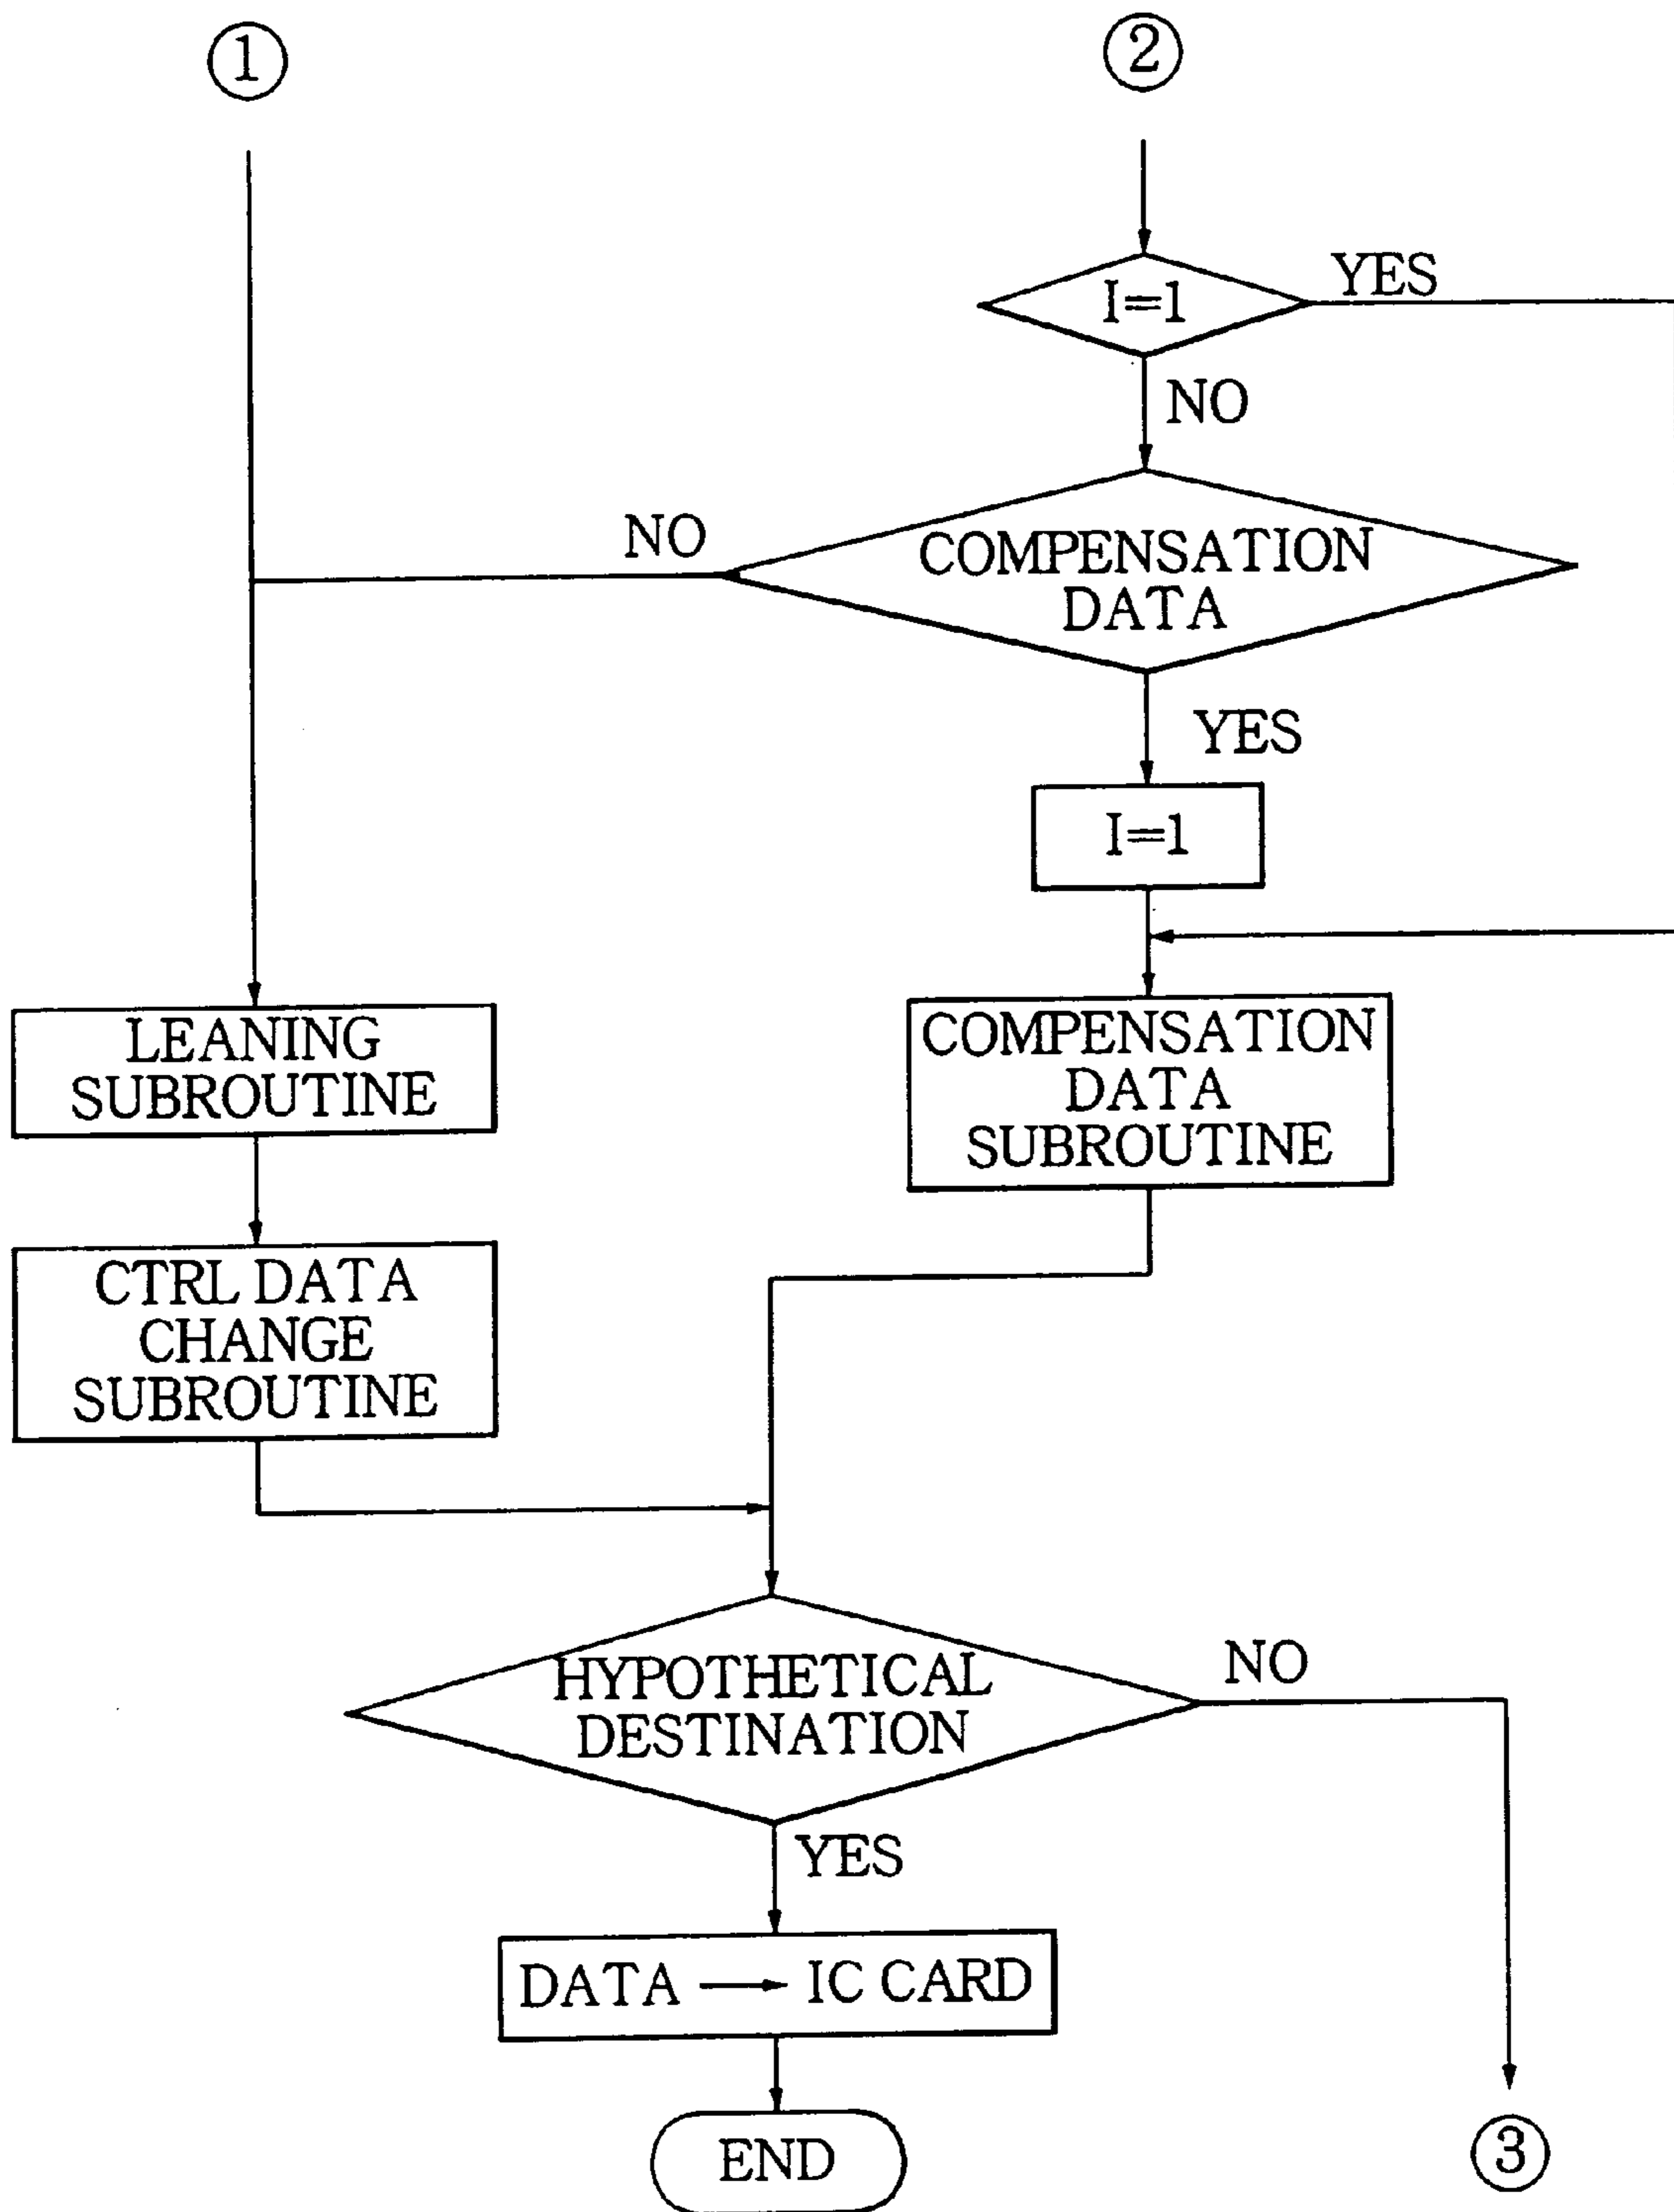 ①
②
I=1
YES
NO
NO
COMPENSATION
DATA
YES
I=1
LEANING
SUBROUTINE
COMPENSATION
DATA
SUBROUTINE
CTRL DATA
CHANGE
SUBROUTINE
HYPOTHETICAL
DESTINATION
NO
YES
DATA → IC CARD
END
③